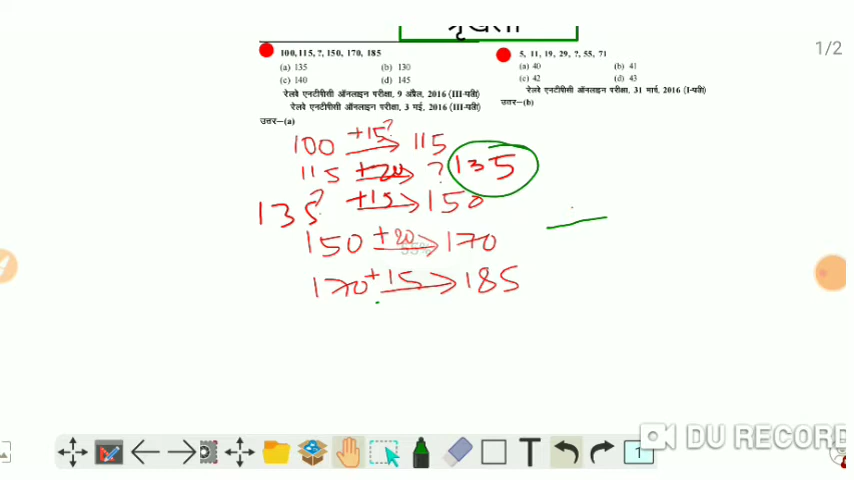 शृंखला
1/2
100, 115, ?, 150, 170, 185
(a) 135 (b) 130
(c) 140 (d) 145
रेलवे एनटीपीसी ऑनलाइन परीक्षा, 9 अप्रैल, 2016 (III-पाली)
रेलवे एनटीपीसी ऑनलाइन परीक्षा, 3 मई, 2016 (III-पाली)
उत्तर-(a)
5, 11, 19, 29, ?, 55, 71
(a) 40 (b) 41
(c) 42 (d) 43
रेलवे एनटीपीसी ऑनलाइन परीक्षा, 31 मार्च, 2016 (I-पाली)
उत्तर-(b)
100 +15? → 115
115 +20 → ? 135
135? +15 → 150
150 +20 → 170
55%
170 +15 → 185
T 1
DU RECORD